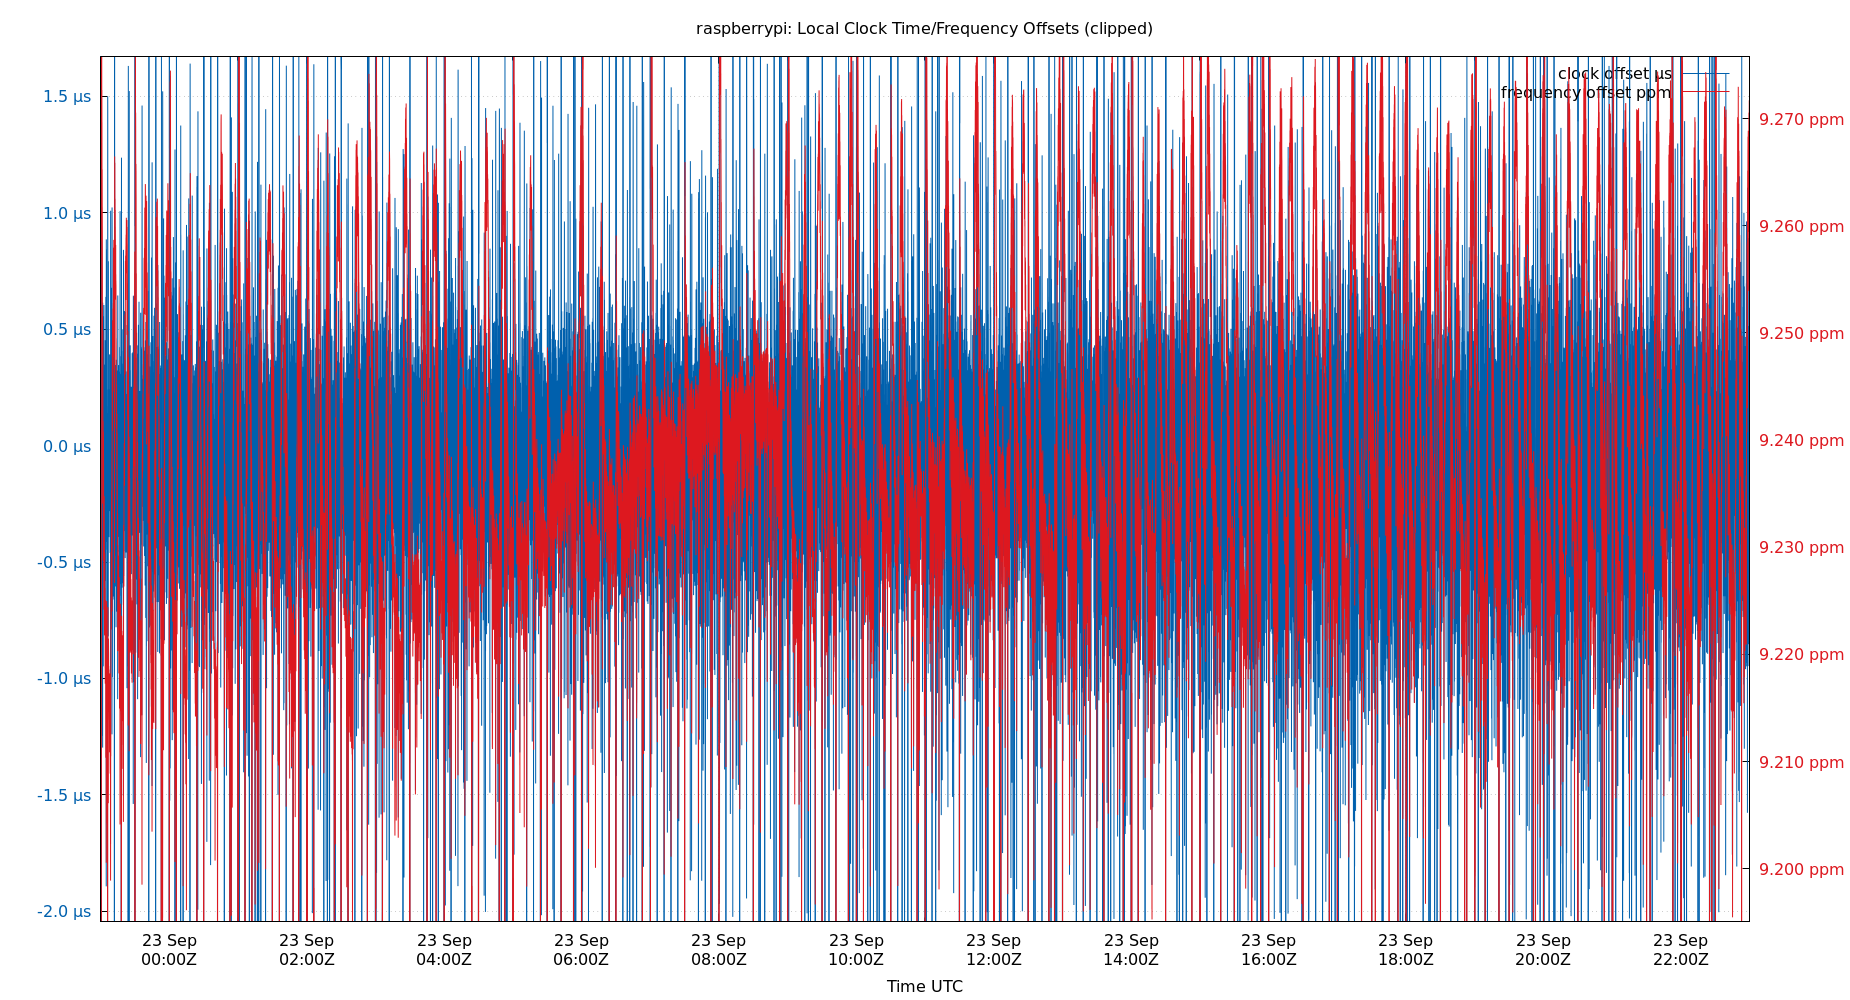 raspberrypi: Local Clock Time/Frequency Offsets (clipped)
clock offset µs
frequency offset ppm
1.5 µs
1.0 µs
0.5 µs
0.0 µs
-0.5 µs
-1.0 µs
-1.5 µs
-2.0 µs
9.270 ppm
9.260 ppm
9.250 ppm
9.240 ppm
9.230 ppm
9.220 ppm
9.210 ppm
9.200 ppm
23 Sep 23 Sep 23 Sep 23 Sep 23 Sep 23 Sep 23 Sep 23 Sep 23 Sep 23 Sep 23 Sep 23 Sep
00:00Z 02:00Z 04:00Z 06:00Z 08:00Z 10:00Z 12:00Z 14:00Z 16:00Z 18:00Z 20:00Z 22:00Z
Time UTC